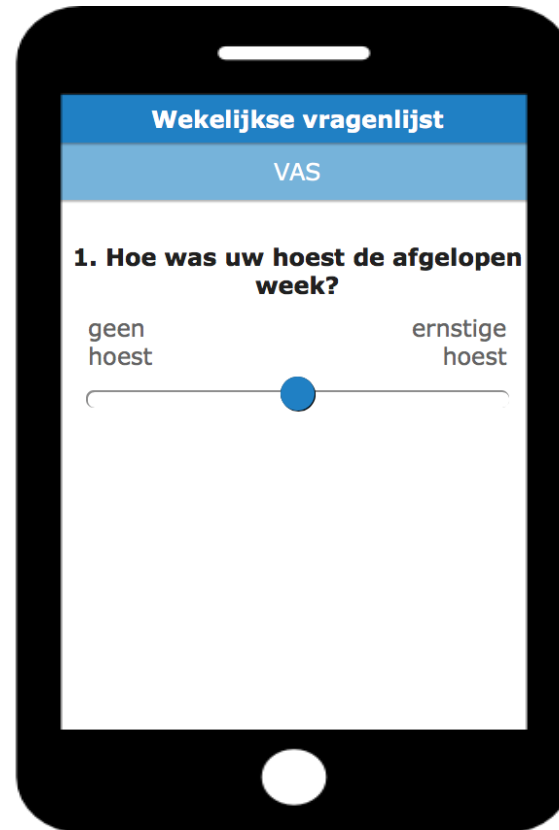 Wekelijkse vragenlijst
VAS
1. Hoe was uw hoest de afgelopen
week?
geen
hoest
ernstige
hoest